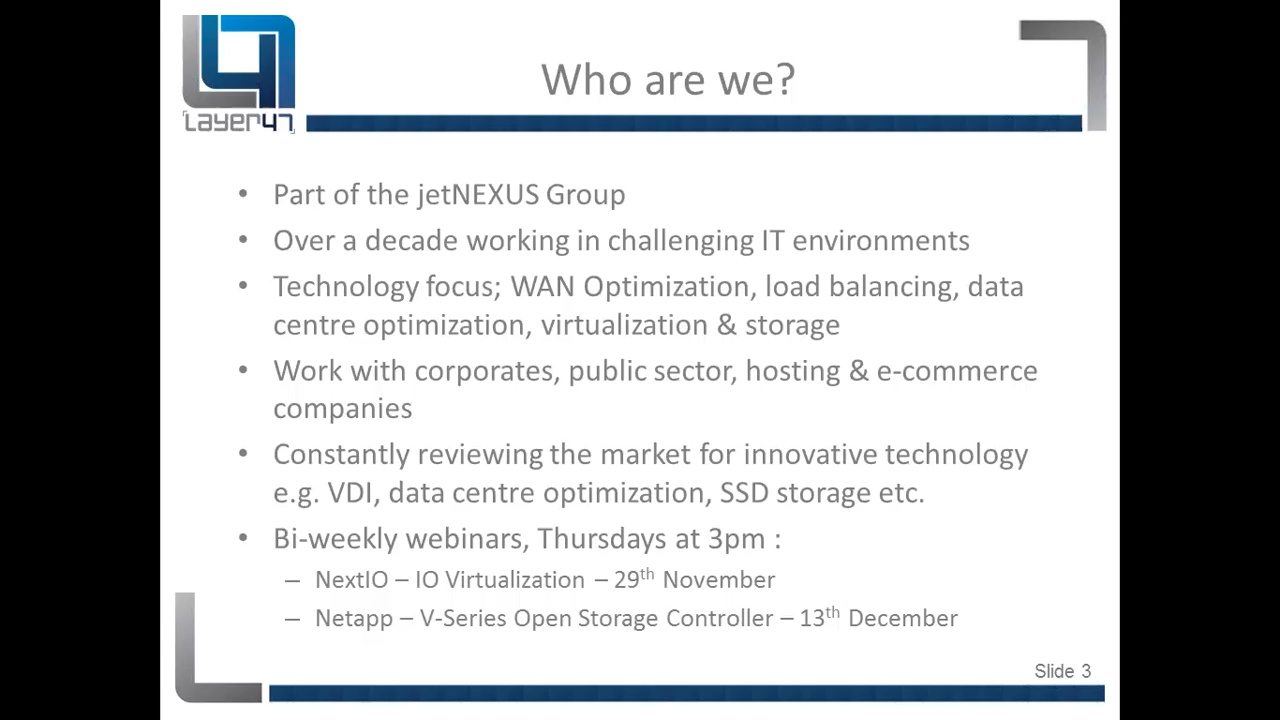 Layer47
Who are we?
• Part of the jetNEXUS Group
• Over a decade working in challenging IT environments
• Technology focus; WAN Optimization, load balancing, data
centre optimization, virtualization & storage
• Work with corporates, public sector, hosting & e-commerce
companies
• Constantly reviewing the market for innovative technology
e.g. VDI, data centre optimization, SSD storage etc.
• Bi-weekly webinars, Thursdays at 3pm :
– NextIO – IO Virtualization – 29th November
– Netapp – V-Series Open Storage Controller – 13th December
Slide 3